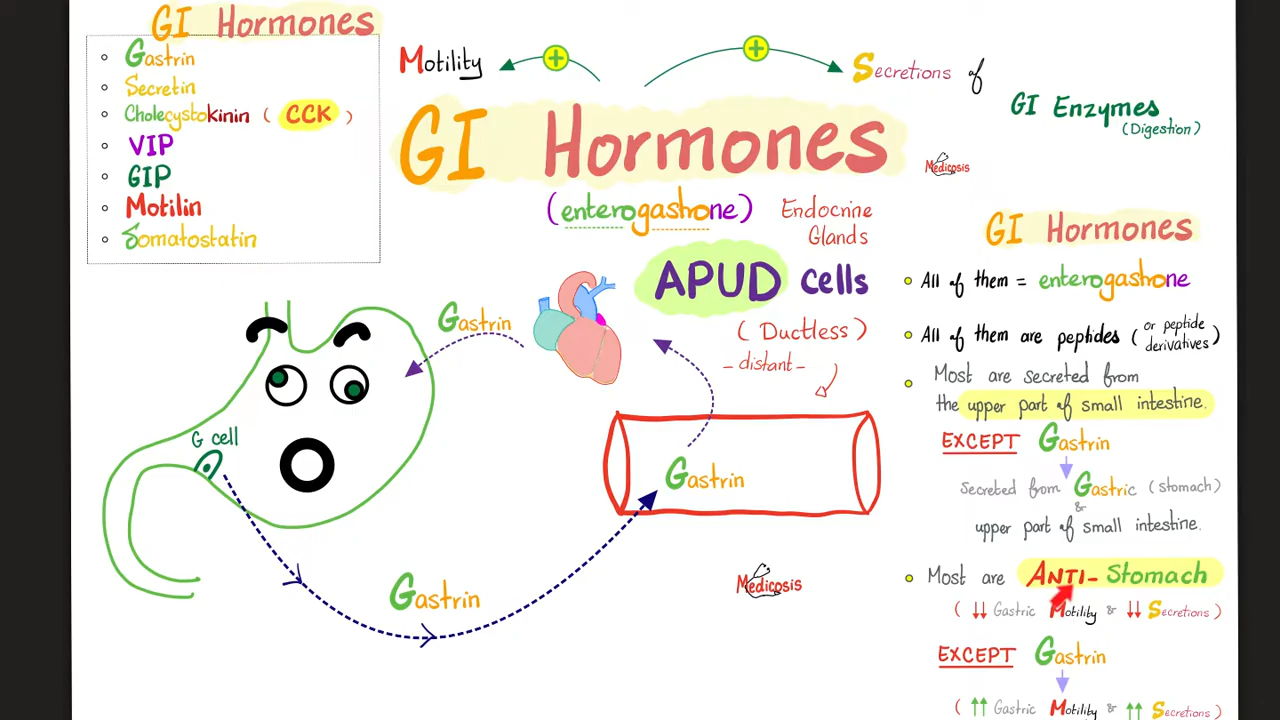 GI Hormones
Gastrin
Secretin
Cholecystokinin ( CCK )
VIP
GIP
Motilin
Somatostatin
Motility
+
+
Secretions of
GI Enzymes
(Digestion)
GI Hormones
Medicosis
(enterogastrone)
Endocrine
Glands
APUD cells
(Ductless)
- distant -
Gastrin
G cell
Gastrin
Gastrin
Medicosis
GI Hormones
All of them = enterogastrone
All of them are peptides ( or peptide derivatives )
Most are secreted from
the upper part of small intestine.
EXCEPT Gastrin
Secreted from Gastric (stomach)
&
upper part of small intestine.
Most are ANTI-Stomach
( ↓↓ Gastric Motility & ↓↓ Secretions )
EXCEPT Gastrin
( ↑↑ Gastric Motility & ↑↑ Secretions )